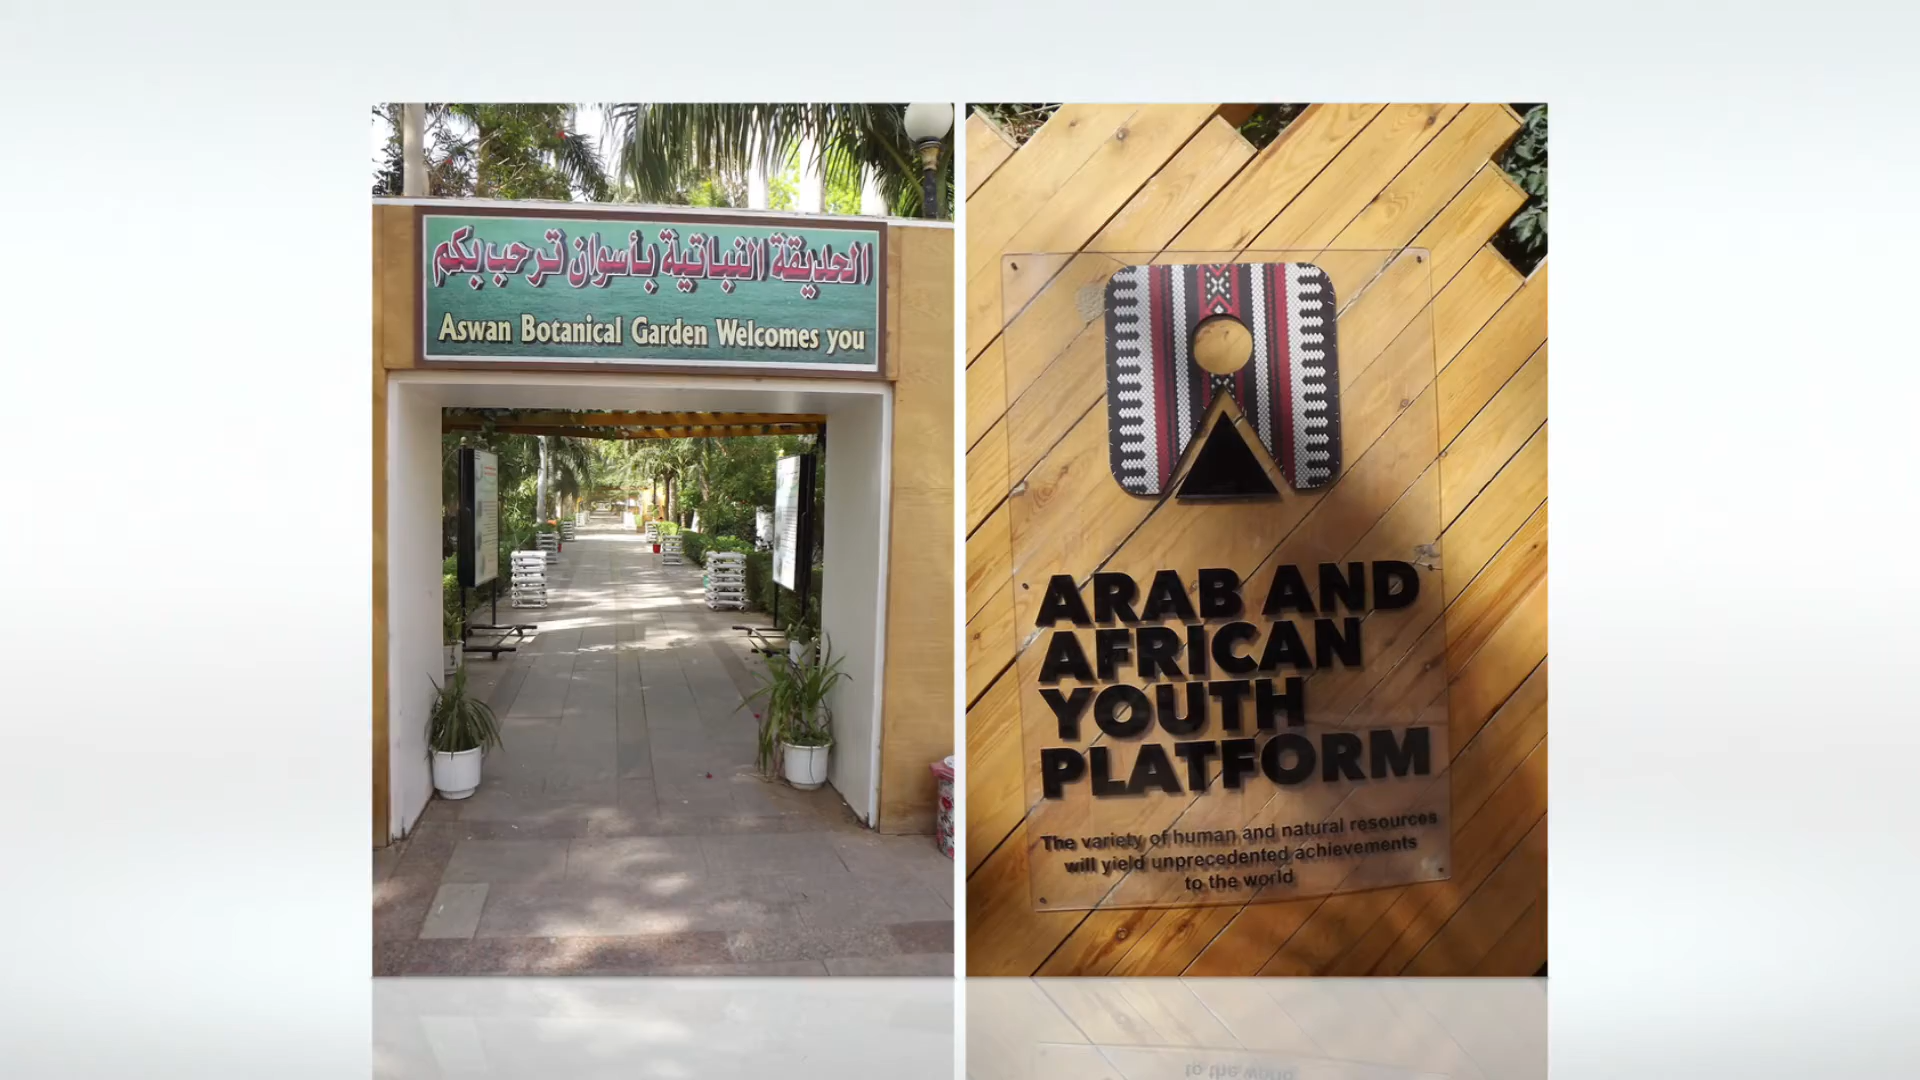 الحديقة النباتية بأسوان ترحب بكم
Aswan Botanical Garden Welcomes you
ARAB AND
AFRICAN
YOUTH
PLATFORM
The variety of human and natural resources
will yield unprecedented achievements
to the world